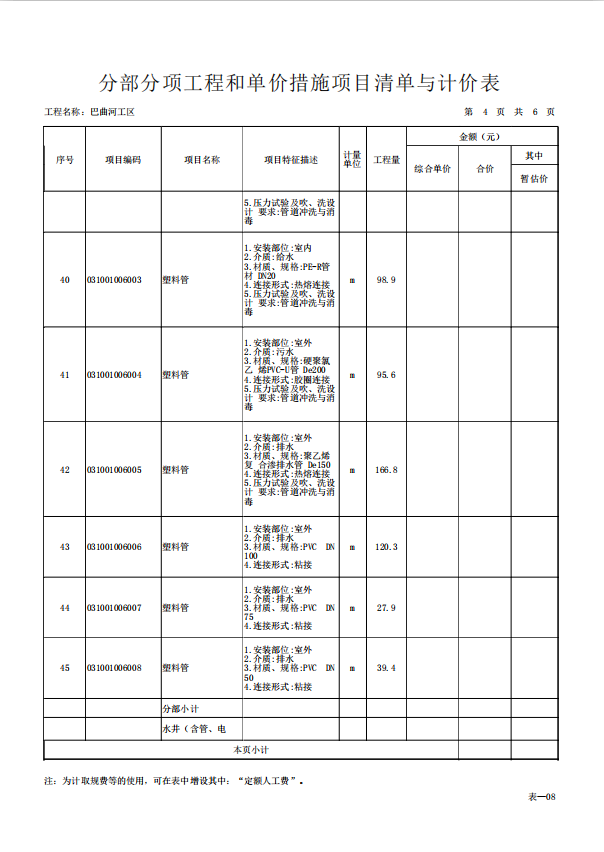 分部分项工程和单价措施项目清单与计价表
工程名称：巴曲河工区 第 4 页 共 6 页
序号 项目编码 项目名称 项目特征描述 计量单位 工程量 金额（元）
综合单价 合价 其中
暂估价
5.压力试验及吹、洗设
计 要求:管道冲洗与消
毒
40 031001006003 塑料管 m 98.9
1.安装部位:室内
2.介质:给水
3.材质、规格:PE-R管
材 DN20
4.连接形式:热熔连接
5.压力试验及吹、洗设
计 要求:管道冲洗与消
毒
41 031001006004 塑料管 m 95.6
1.安装部位:室外
2.介质:污水
3.材质、规格:硬聚氯
乙 烯PVC-U管 De200
4.连接形式:胶圈连接
5.压力试验及吹、洗设
计 要求:管道冲洗与消
毒
42 031001006005 塑料管 m 166.8
1.安装部位:室外
2.介质:排水
3.材质、规格:聚乙烯
复 合渗排水管 De150
4.连接形式:热熔连接
5.压力试验及吹、洗设
计 要求:管道冲洗与消
毒
43 031001006006 塑料管 m 120.3
1.安装部位:室外
2.介质:排水
3.材质、规格:PVC DN
100
4.连接形式:粘接
44 031001006007 塑料管 m 27.9
1.安装部位:室外
2.介质:排水
3.材质、规格:PVC DN
75
4.连接形式:粘接
45 031001006008 塑料管 m 39.4
1.安装部位:室外
2.介质:排水
3.材质、规格:PVC DN
50
4.连接形式:粘接
分部小计
水井（含管、电
本页小计
注：为计取规费等的使用，可在表中增设其中：“定额人工费”。
表—08